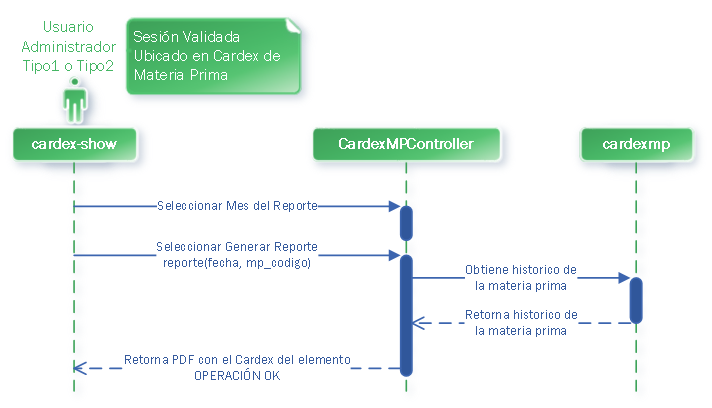 Usuario
Administrador
Tipo1 o Tipo2
Sesión Validada
Ubicado en Cardex de
Materia Prima
cardex-show
CardexMPController
cardexmp
Seleccionar Mes del Reporte
Seleccionar Generar Reporte
reporte(fecha, mp_codigo)
Obtiene historico de
la materia prima
Retorna historico de
la materia prima
Retorna PDF con el Cardex del elemento
OPERACIÓN OK